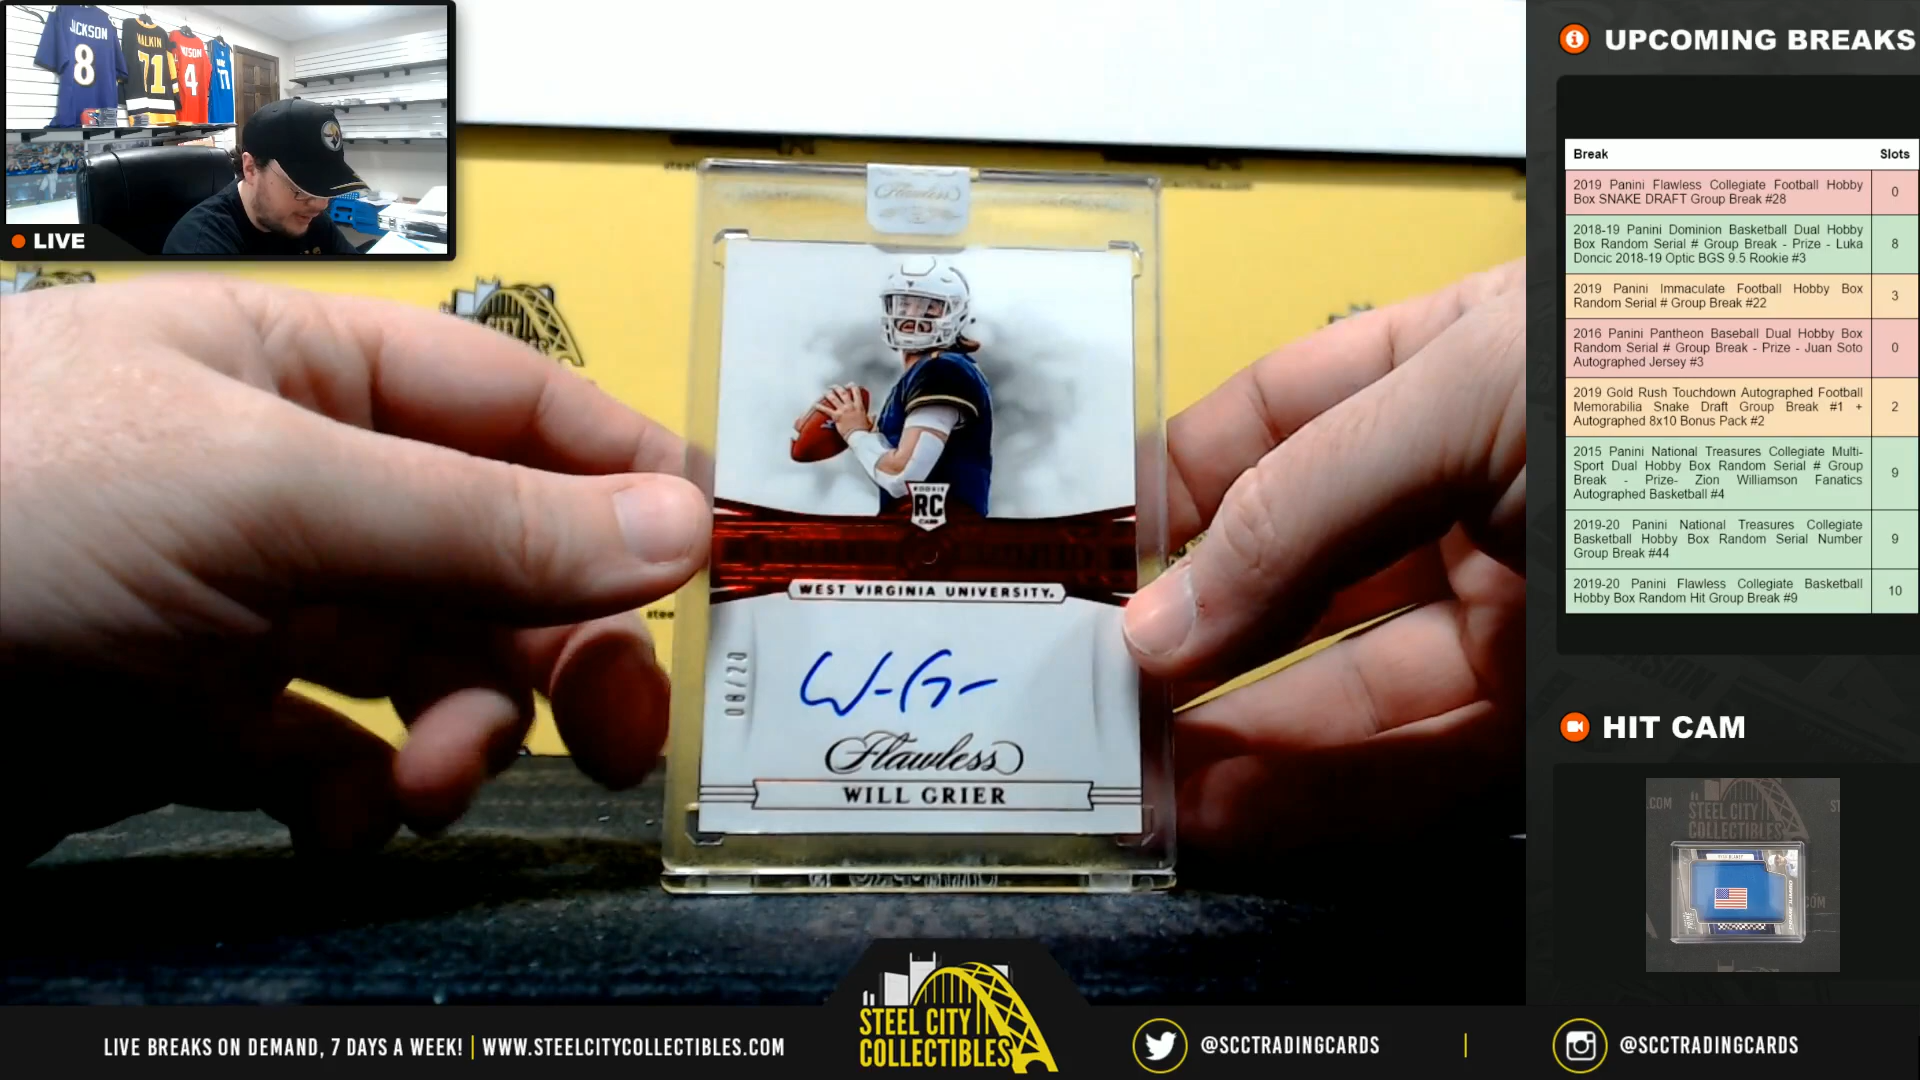 JACKSON
8
MALKIN
71
4
LIVE
Flawless
ROOKIE
RC
CARD
WEST VIRGINIA UNIVERSITY.
08/20
Flawless
WILL GRIER
UPCOMING BREAKS
Break Slots
2019 Panini Flawless Collegiate Football Hobby
Box SNAKE DRAFT Group Break #28
0
2018-19 Panini Dominion Basketball Dual Hobby
Box Random Serial # Group Break - Prize - Luka
Doncic 2018-19 Optic BGS 9.5 Rookie #3
8
2019 Panini Immaculate Football Hobby Box
Random Serial # Group Break #22
3
2016 Panini Pantheon Baseball Dual Hobby Box
Random Serial # Group Break - Prize - Juan Soto
Autographed Jersey #3
0
2019 Gold Rush Touchdown Autographed Football
Memorabilia Snake Draft Group Break #1 +
Autographed 8x10 Bonus Pack #2
2
2015 Panini National Treasures Collegiate Multi-
Sport Dual Hobby Box Random Serial # Group
Break - Prize- Zion Williamson Fanatics
Autographed Basketball #4
9
2019-20 Panini National Treasures Collegiate
Basketball Hobby Box Random Serial Number
Group Break #44
9
2019-20 Panini Flawless Collegiate Basketball
Hobby Box Random Hit Group Break #9
10
HIT CAM
STEEL CITY
COLLECTIBLES
LIVE BREAKS ON DEMAND, 7 DAYS A WEEK! | WWW.STEELCITYCOLLECTIBLES.COM
STEEL CITY
COLLECTIBLES
@SCCTRADINGCARDS
@SCCTRADINGCARDS